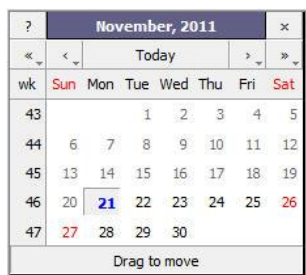 ? November, 2011 ×
« ‹ Today › »
wk Sun Mon Tue Wed Thu Fri Sat
43 1 2 3 4 5
44 6 7 8 9 10 11 12
45 13 14 15 16 17 18 19
46 20 21 22 23 24 25 26
47 27 28 29 30
Drag to move